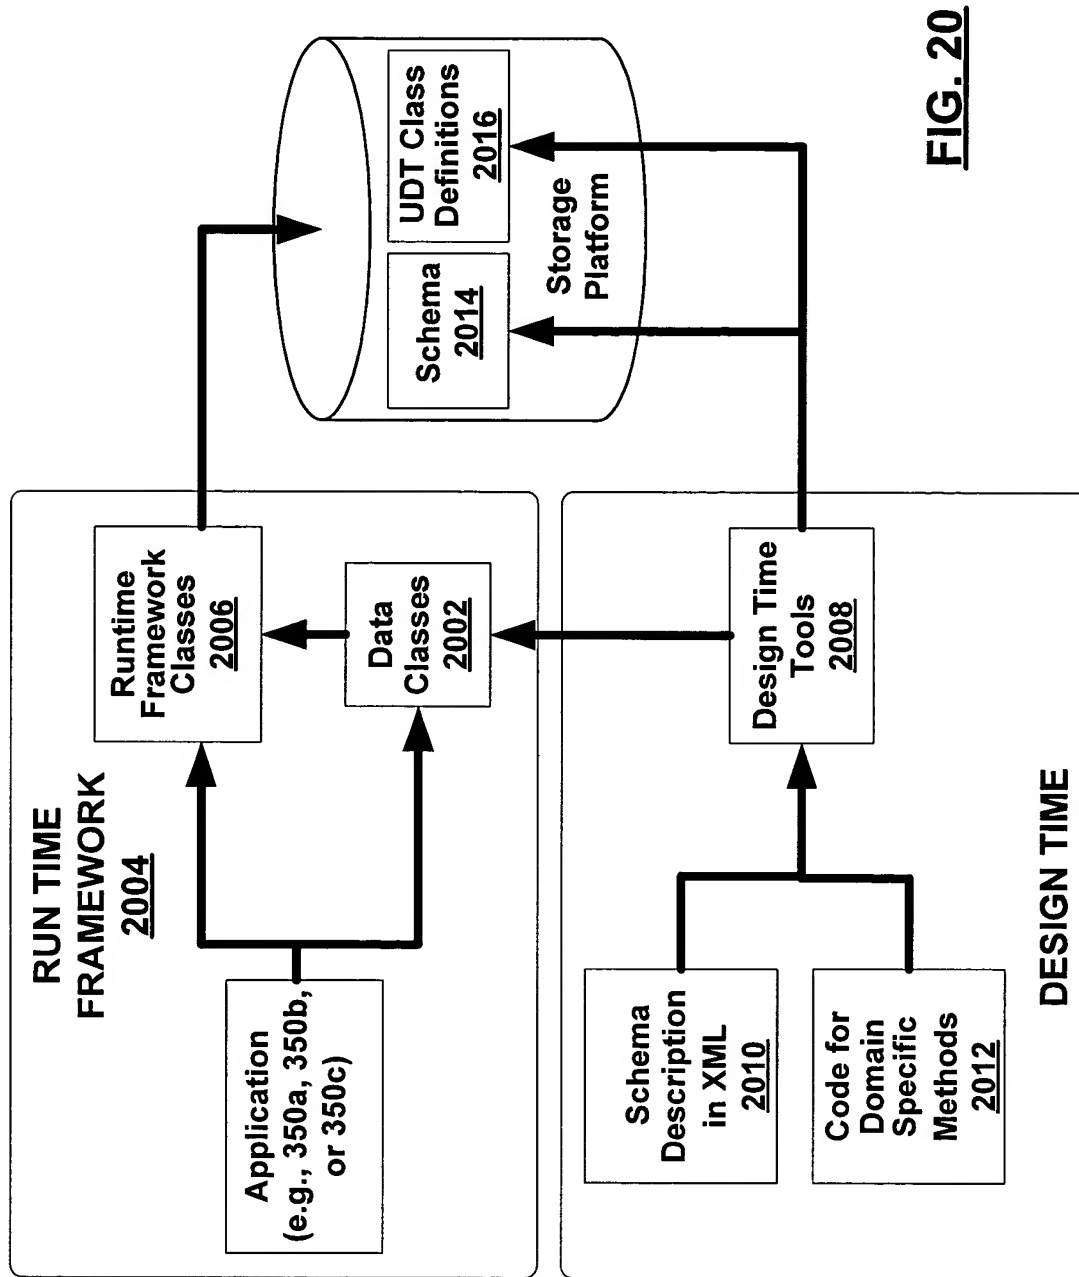 RUN TIME
FRAMEWORK
2004
Application
(e.g., 350a, 350b,
or 350c)
Runtime
Framework
Classes
2006
Data
Classes
2002
Schema
Description
in XML
2010
Code for
Domain
Specific
Methods
2012
Design Time
Tools
2008
DESIGN TIME
Schema
2014
UDT Class
Definitions
2016
Storage
Platform
FIG. 20